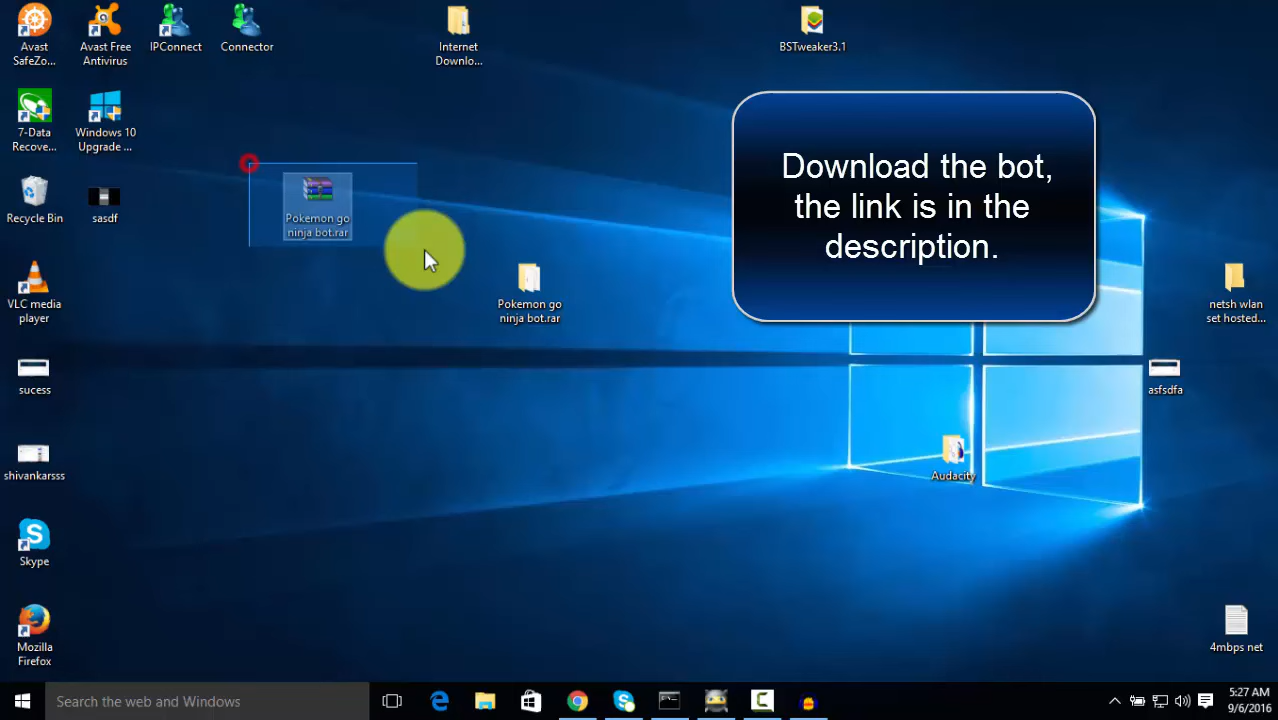 Avast
SafeZo...
Avast Free
Antivirus
IPConnect
Connector
Internet
Downlo...
BSTweaker3.1
7-Data
Recove...
Windows 10
Upgrade ...
Download the bot,
the link is in the
description.
Recycle Bin
sasdf
Pokemon go
ninja bot.rar
VLC media
player
Pokemon go
ninja bot.rar
netsh wlan
set hosted...
sucess
asfsdfa
shivankarsss
Audacity
Skype
Mozilla
Firefox
4mbps net
Search the web and Windows
5:27 AM
9/6/2016